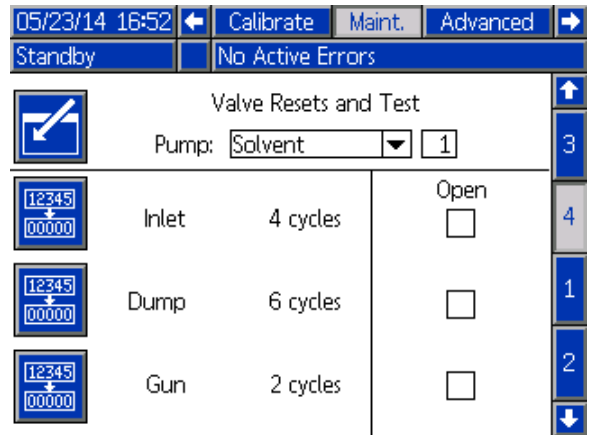 05/23/14 16:52 Calibrate Maint. Advanced
Standby No Active Errors
Valve Resets and Test
Pump: Solvent 1
3
Open
12345
00000
Inlet 4 cycles
4
12345
00000
Dump 6 cycles
1
12345
00000
Gun 2 cycles
2